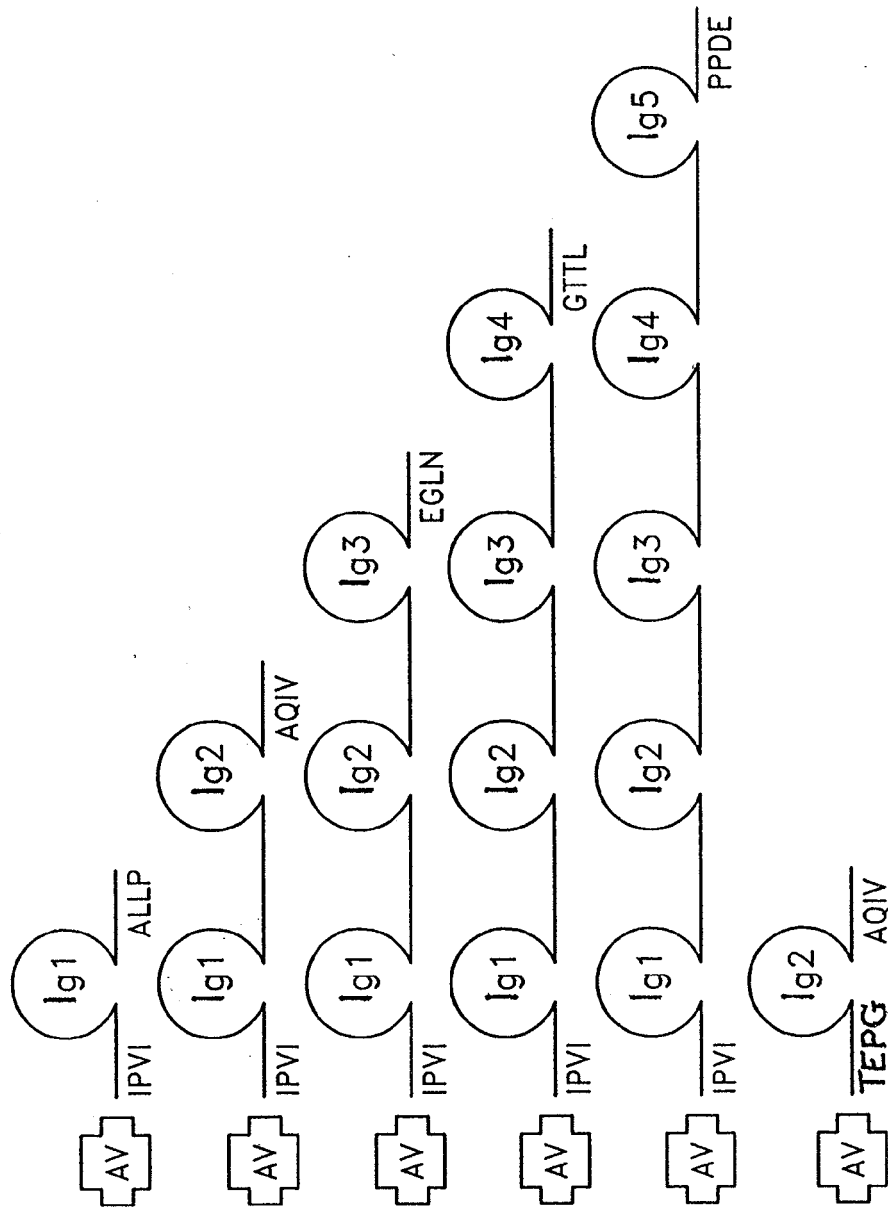 AV IPVI Ig1 ALLP
AV IPVI Ig1 Ig2 AQIV
AV IPVI Ig1 Ig2 Ig3 EGLN
AV IPVI Ig1 Ig2 Ig3 Ig4 GTTL
AV IPVI Ig1 Ig2 Ig3 Ig4 Ig5 PPDE
AV TEPG Ig2 AQIV